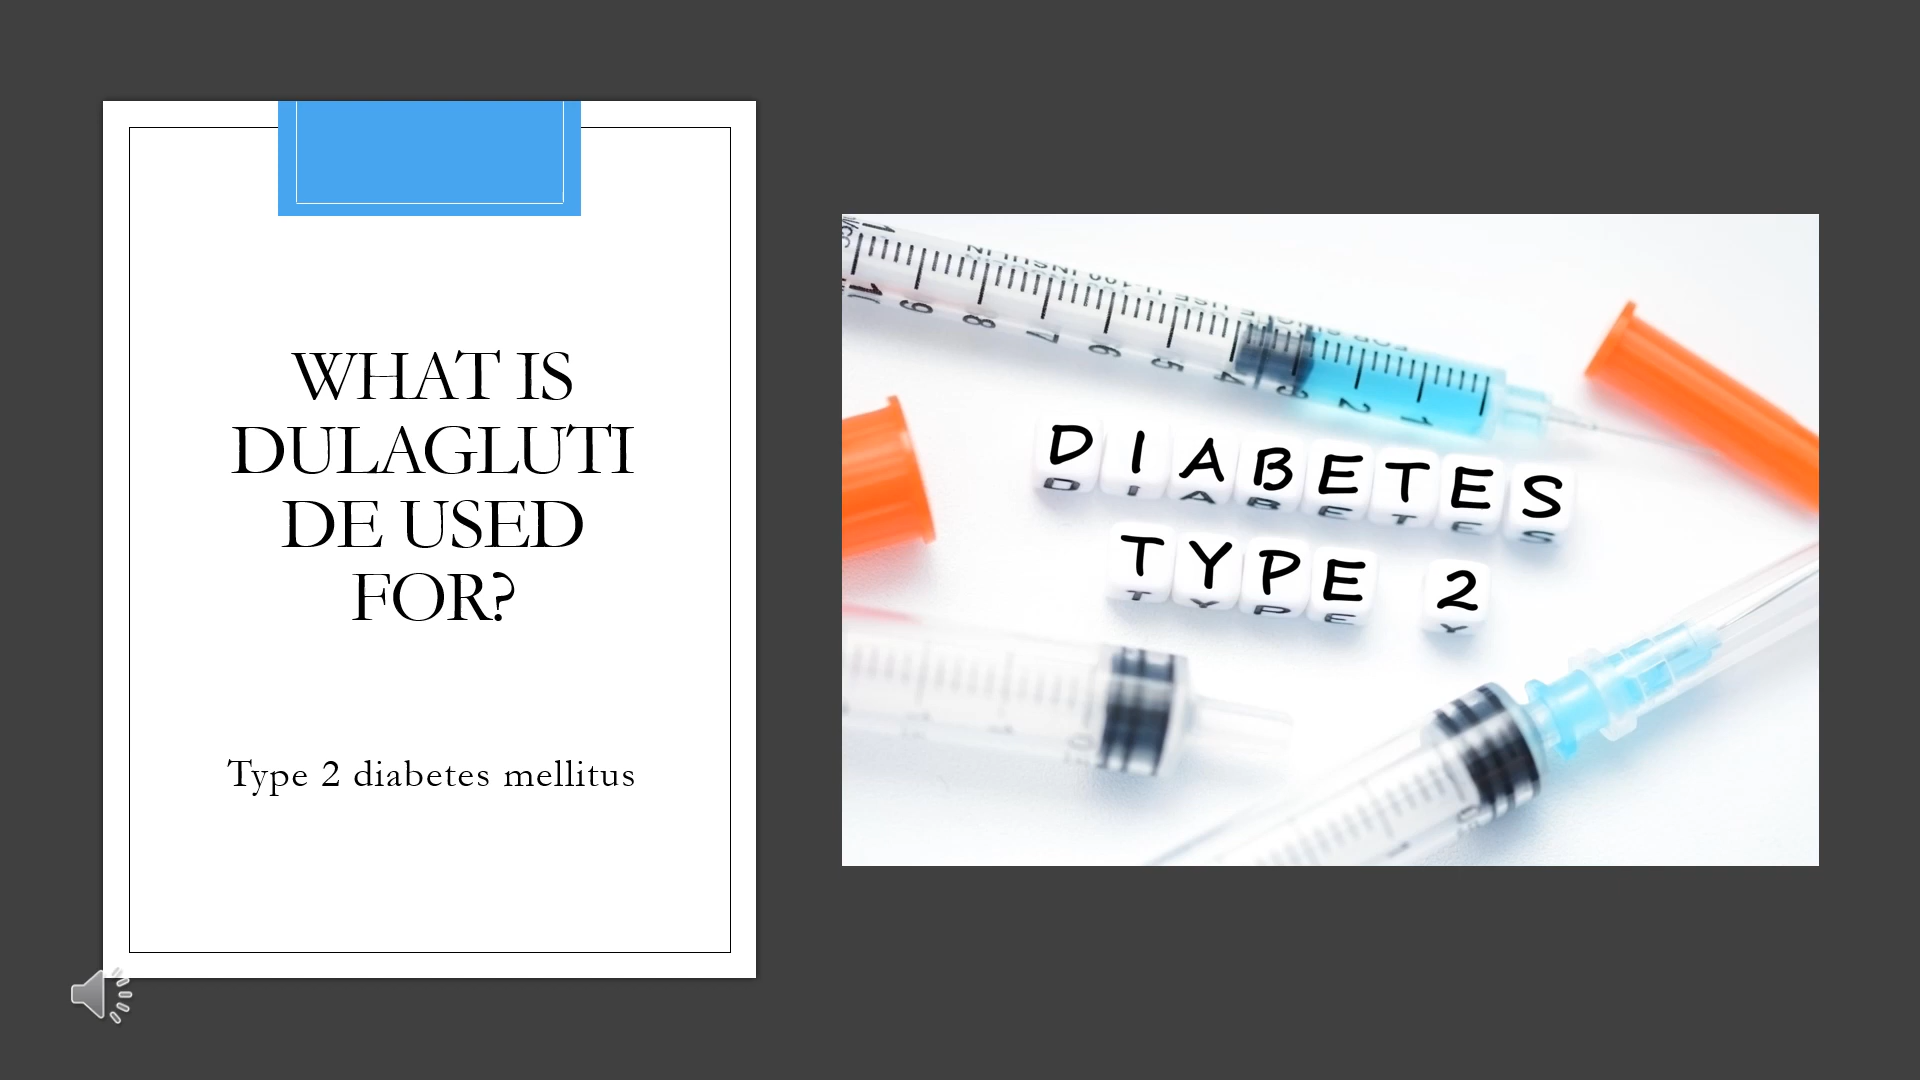 WHAT IS
DULAGLUTI
DE USED
FOR?
Type 2 diabetes mellitus
DIABETES
TYPE 2